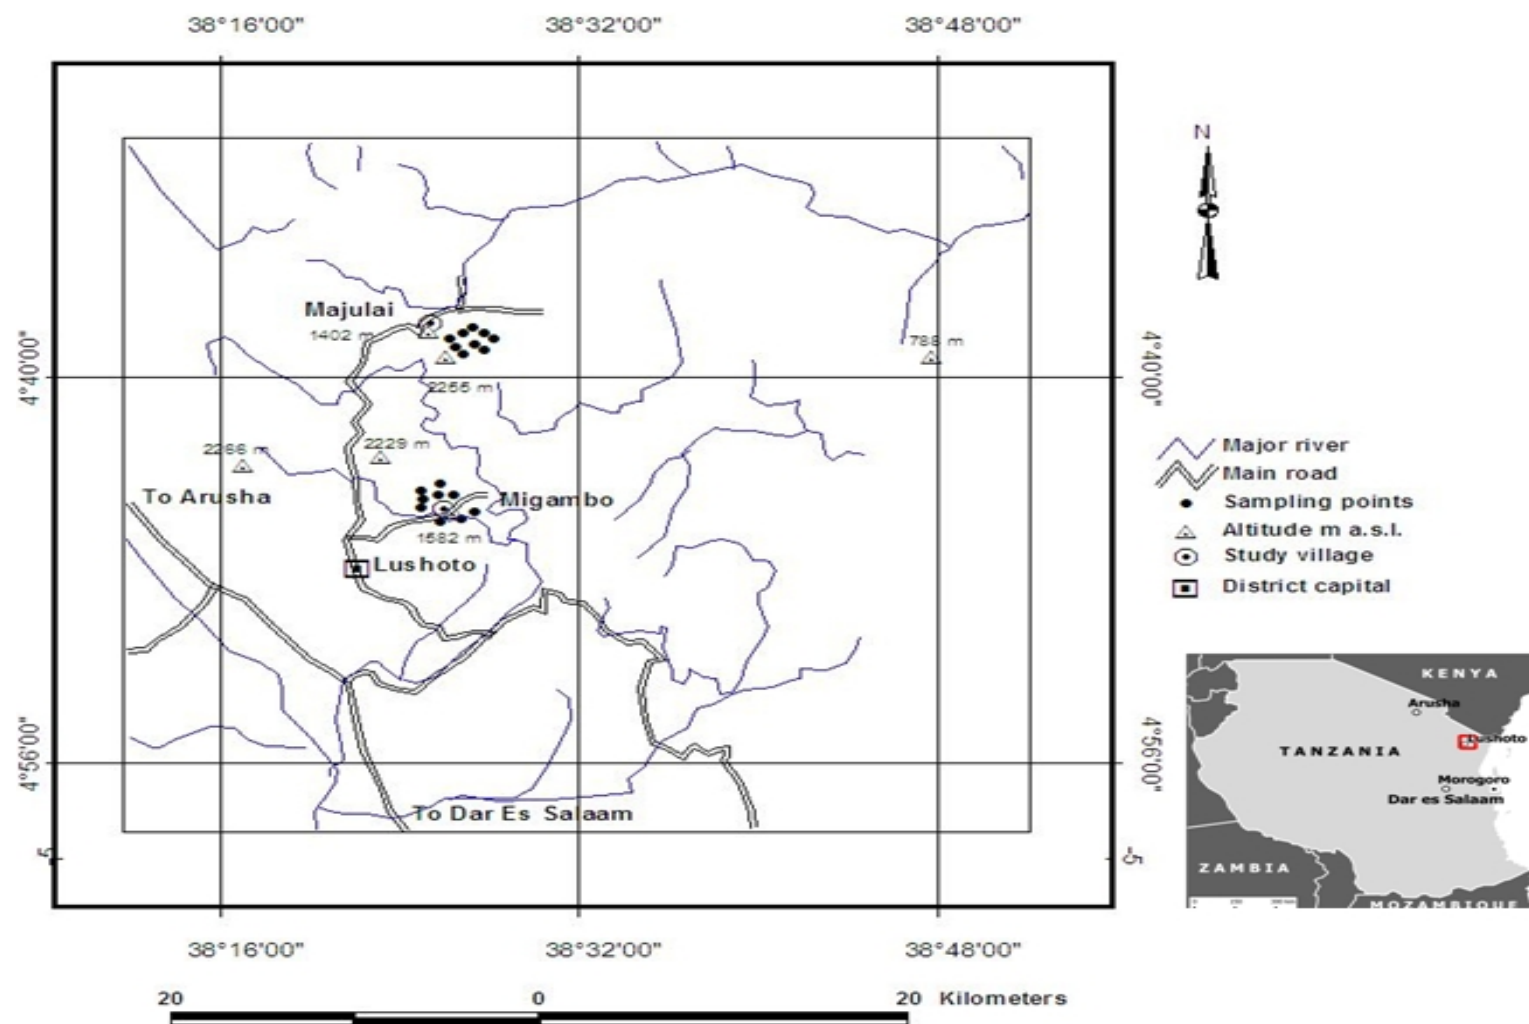 38°16'00" 38°32'00" 38°48'00"
N
Majulai
1402 m
788 m
4°40'00"
4°40'00"
2255 m
2266 m
2229 m
To Arusha
Migambo
1582 m
Lushoto
4°56'00"
4°56'00"
To Dar Es Salaam
-5
-5
38°16'00" 38°32'00" 38°48'00"
20 0 20 Kilometers
Major river
Main road
Sampling points
Altitude m a.s.l.
Study village
District capital
KENYA
Arusha
Lushoto
TANZANIA
Morogoro
Dar es Salaam
ZAMBIA
MOZAMBIQUE